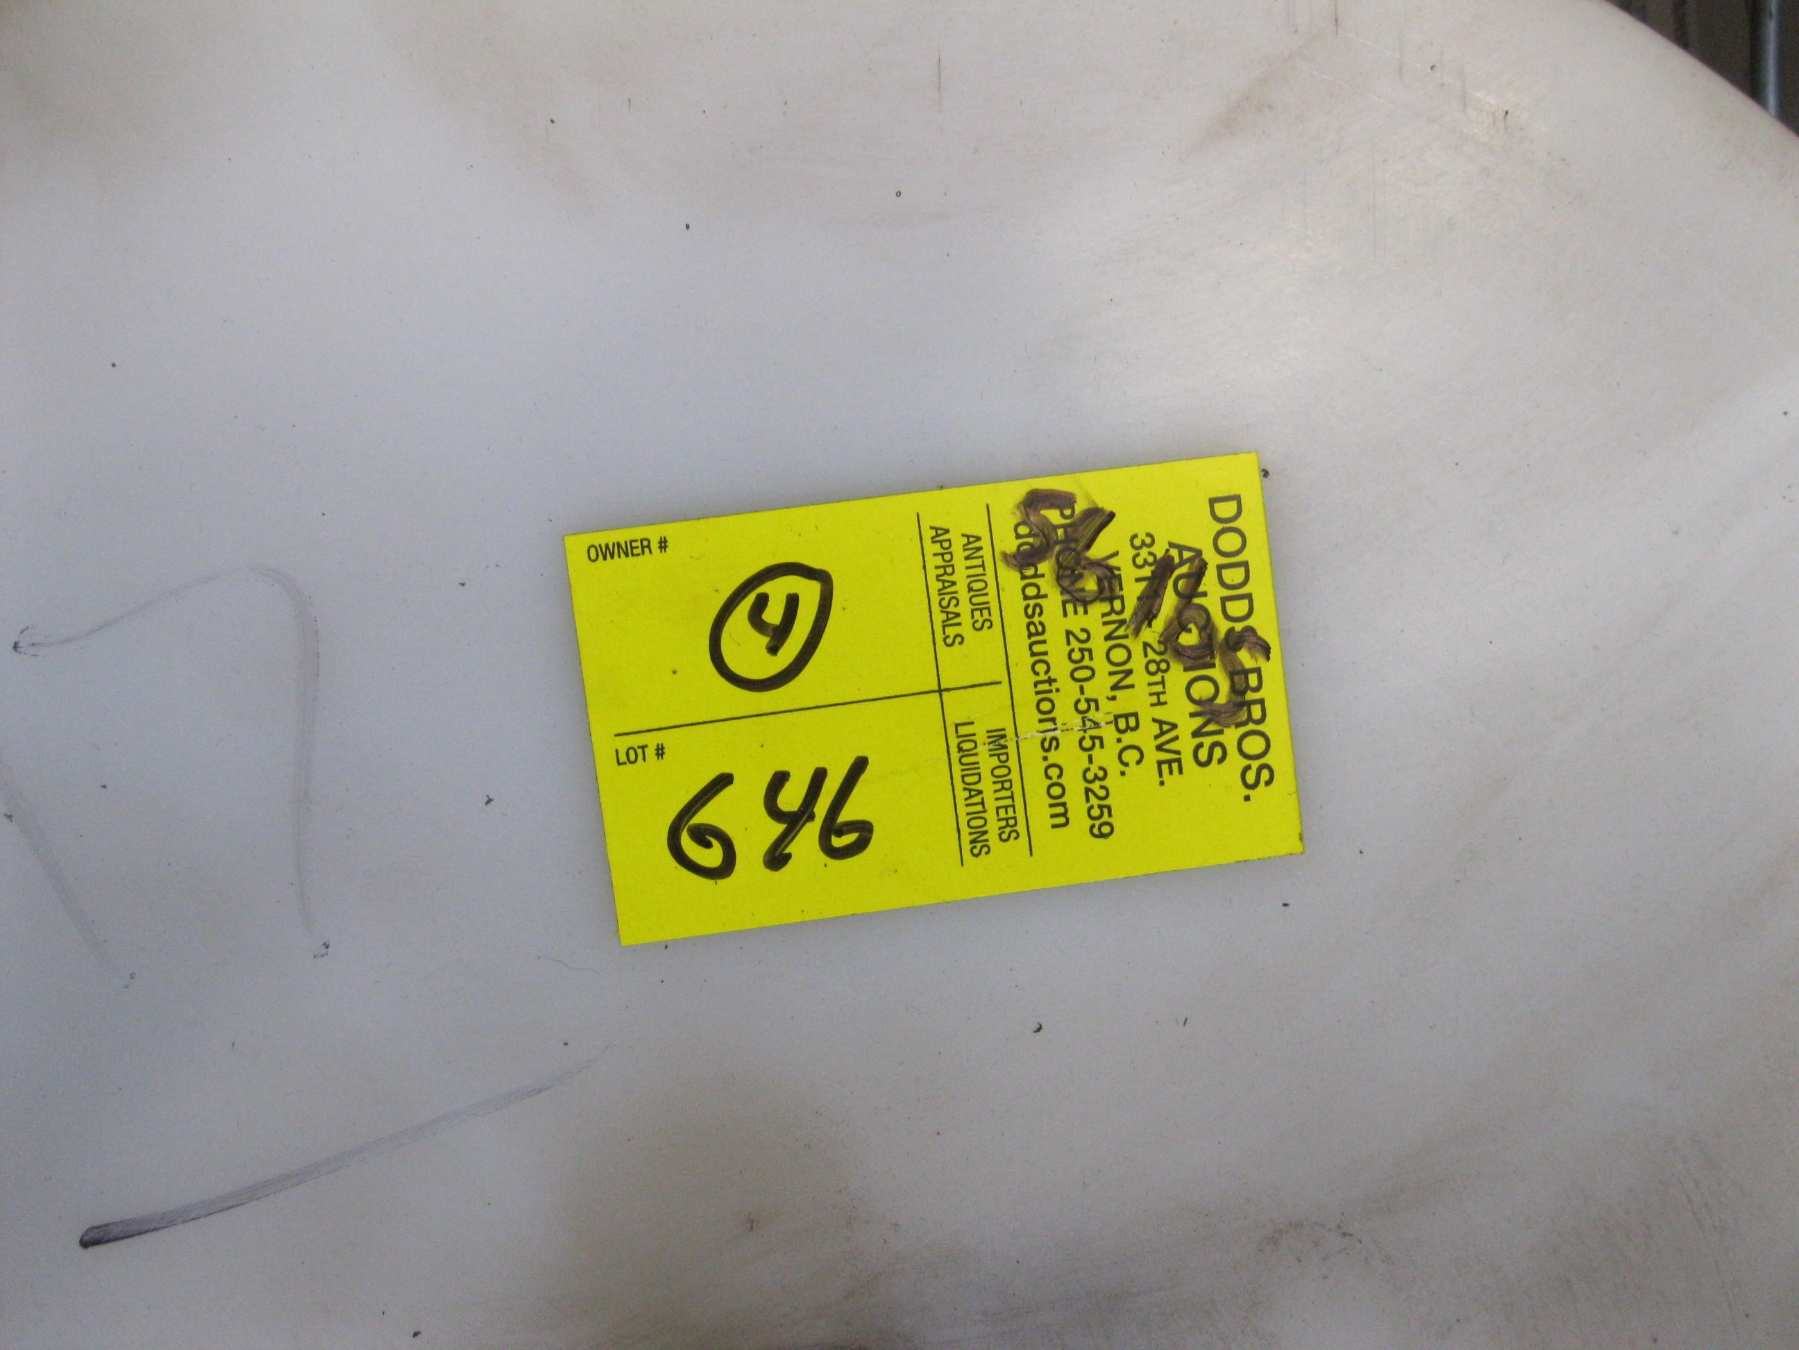 DODDS BROS.
AUCTIONS
28TH AVE.
VERNON, B.C.
PHONE 250-545-3259
doddsauctions.com
ANTIQUES IMPORTERS
APPRAISALS LIQUIDATIONS
OWNER #
4
LOT #
646